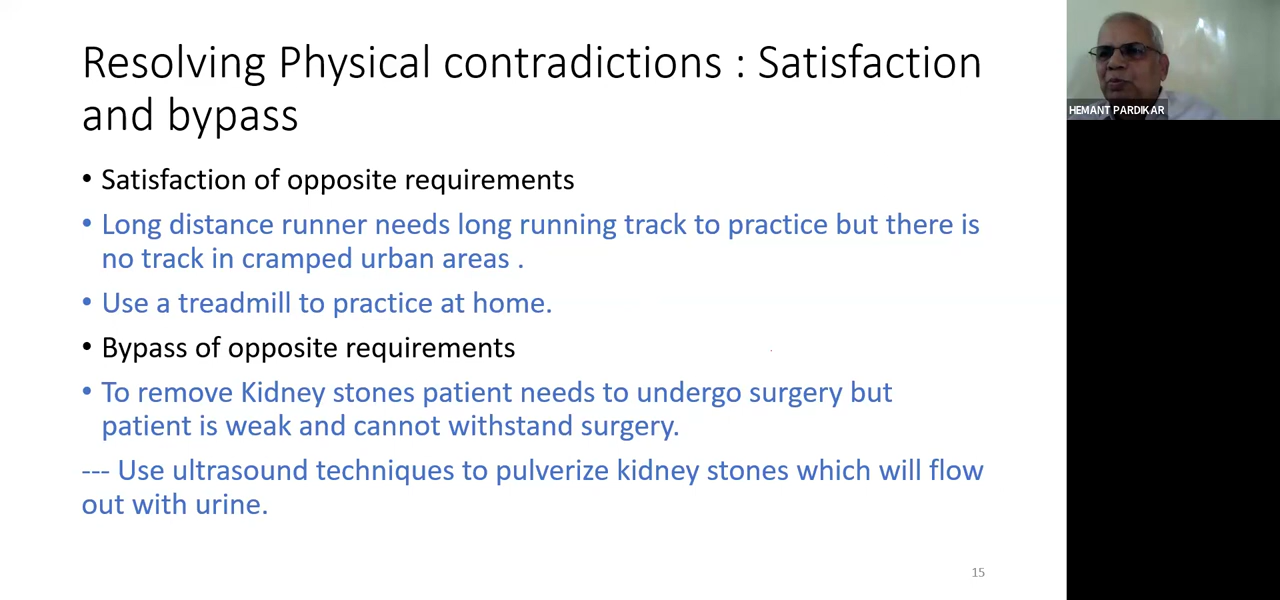 Resolving Physical contradictions : Satisfaction
and bypass
HEMANT PARDIKAR
• Satisfaction of opposite requirements
• Long distance runner needs long running track to practice but there is
no track in cramped urban areas .
• Use a treadmill to practice at home.
• Bypass of opposite requirements
• To remove Kidney stones patient needs to undergo surgery but
patient is weak and cannot withstand surgery.
--- Use ultrasound techniques to pulverize kidney stones which will flow
out with urine.
15